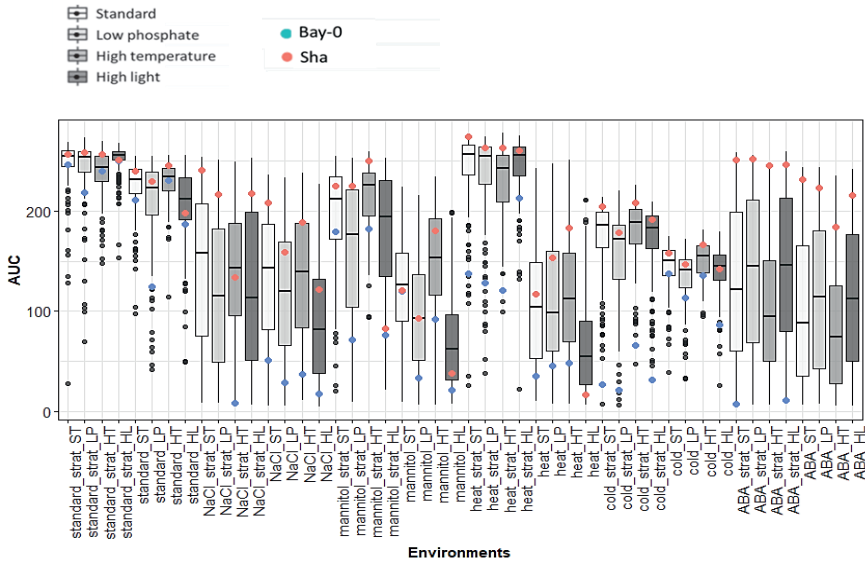 Standard
Low phosphate
High temperature
High light
Bay-0
Sha
AUC
200
100
0
standard_strat_ST
standard_strat_LP
standard_strat_HT
standard_strat_HL
standard_ST
standard_LP
standard_HT
standard_HL
NaCl_strat_ST
NaCl_strat_LP
NaCl_strat_HT
NaCl_strat_HL
NaCl_ST
NaCl_LP
NaCl_HT
NaCl_HL
mannitol_strat_ST
mannitol_strat_LP
mannitol_strat_HT
mannitol_strat_HL
mannitol_ST
mannitol_LP
mannitol_HT
mannitol_HL
heat_strat_ST
heat_strat_LP
heat_strat_HT
heat_strat_HL
heat_ST
heat_LP
heat_HT
heat_HL
cold_strat_ST
cold_strat_LP
cold_strat_HT
cold_strat_HL
cold_ST
cold_LP
cold_HT
cold_HL
ABA_strat_ST
ABA_strat_LP
ABA_strat_HT
ABA_strat_HL
ABA_ST
ABA_LP
ABA_HT
ABA_HL
Environments